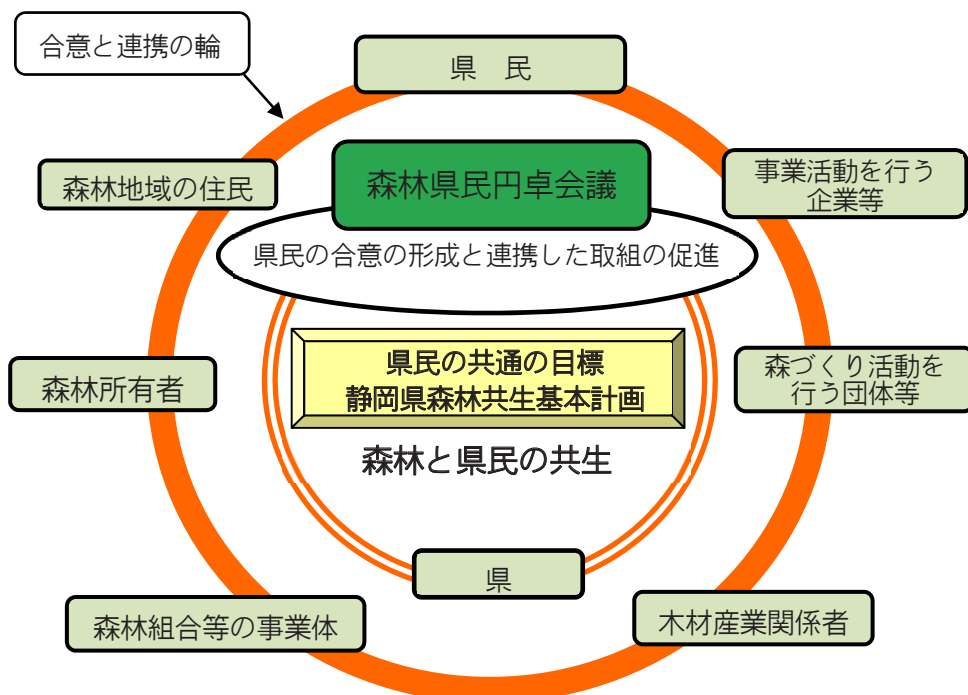 合意と連携の輪
県　民
森林県民円卓会議
森林地域の住民
事業活動を行う
企業等
県民の合意の形成と連携した取組の促進
県民の共通の目標
静岡県森林共生基本計画
森林所有者
森づくり活動を
行う団体等
森林と県民の共生
県
森林組合等の事業体
木材産業関係者